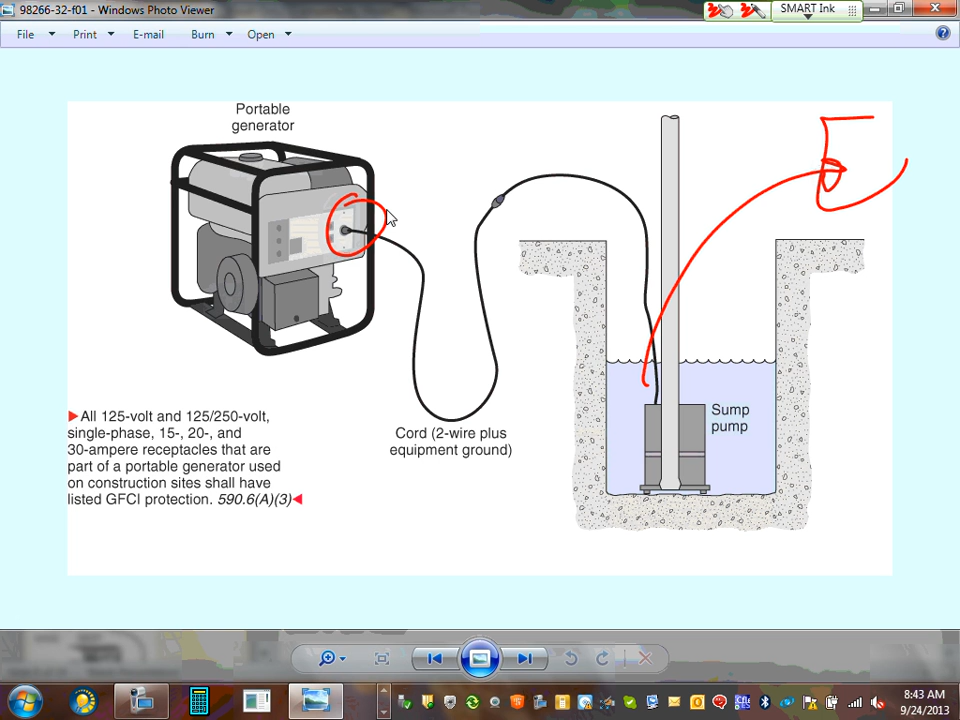 98266-32-f01 - Windows Photo Viewer
SMART Ink
File Print E-mail Burn Open
Portable
generator
▶All 125-volt and 125/250-volt,
single-phase, 15-, 20-, and
30-ampere receptacles that are
part of a portable generator used
on construction sites shall have
listed GFCI protection. 590.6(A)(3)◀
Cord (2-wire plus
equipment ground)
Sump
pump
8:43 AM
9/24/2013